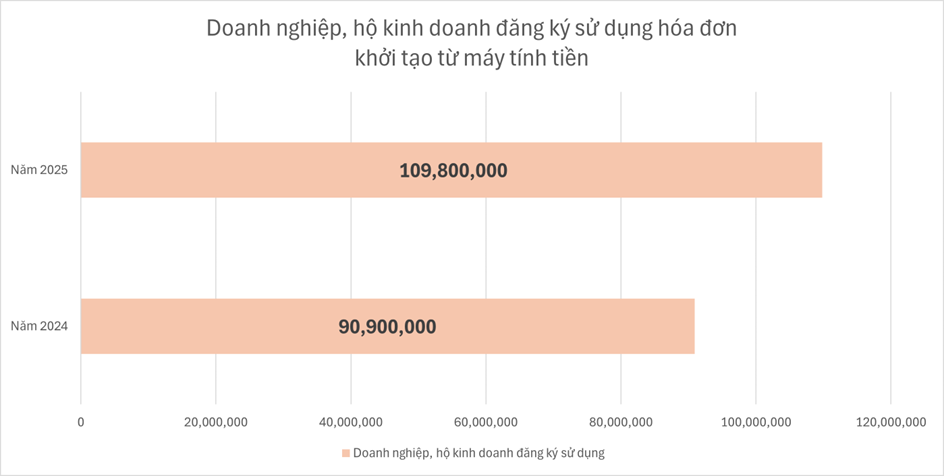 Doanh nghiệp, hộ kinh doanh đăng ký sử dụng hóa đơn
khởi tạo từ máy tính tiền
Năm 2025
109,800,000
Năm 2024
90,900,000
0
20,000,000
40,000,000
60,000,000
80,000,000
100,000,000
120,000,000
Doanh nghiệp, hộ kinh doanh đăng ký sử dụng